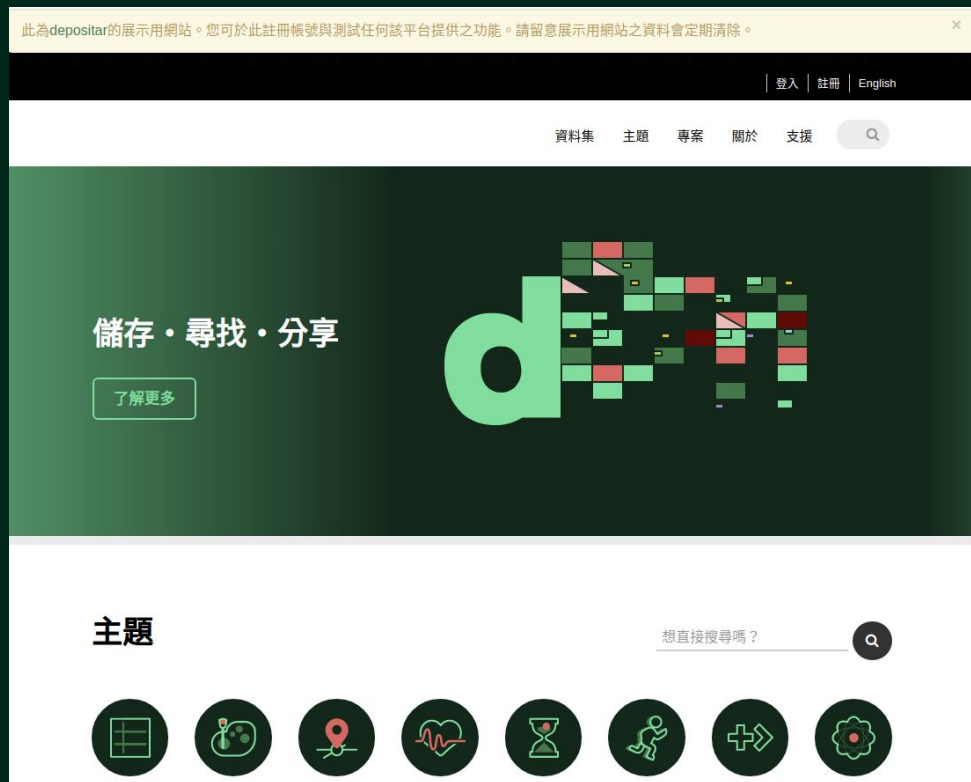 此為depositar的展示用網站。您可於此註冊帳號與測試任何該平台提供之功能。請留意展示用網站之資料會定期清除。 ×
登入 註冊 English
資料集 主題 專案 關於 支援
儲存・尋找・分享
了解更多
d
主題
想直接搜尋嗎？